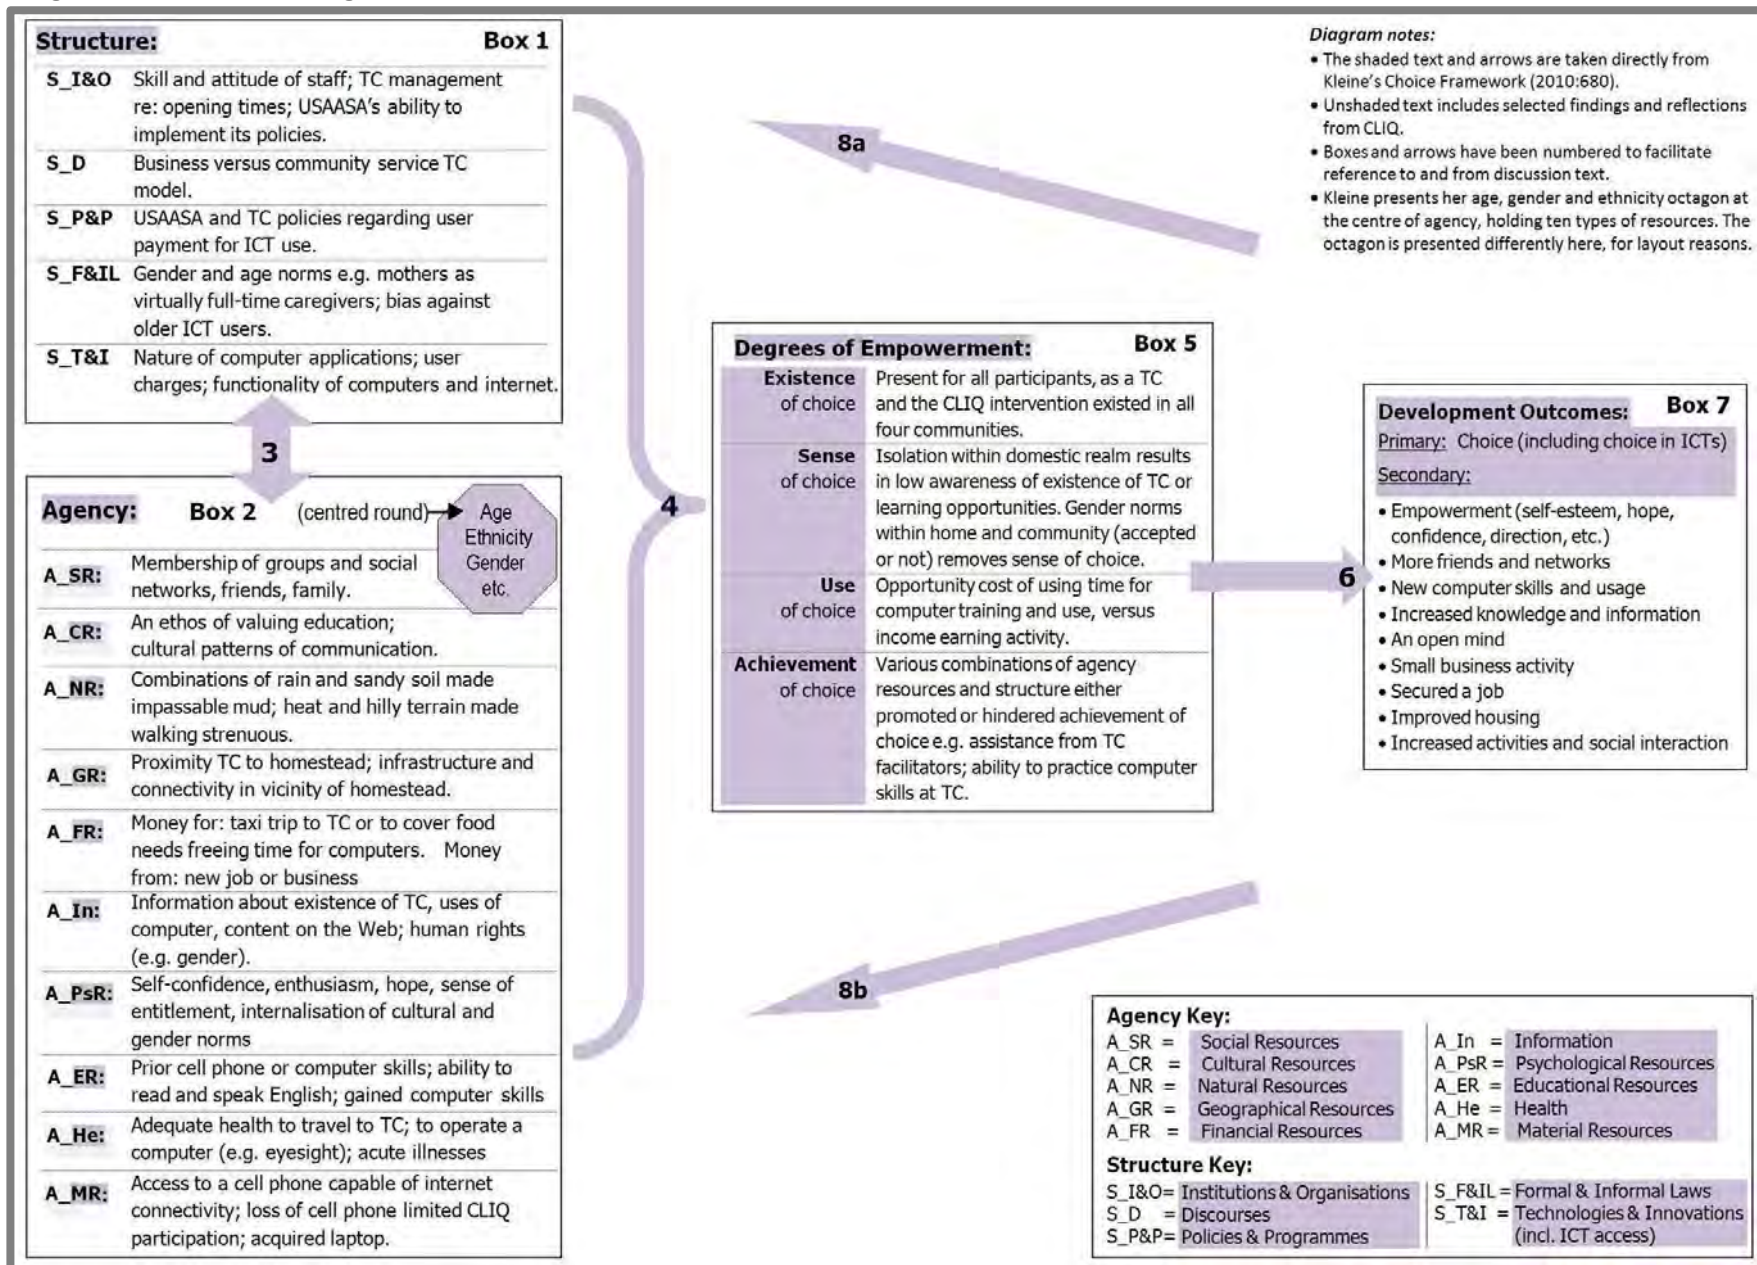 Structure: Box 1
S_I&O Skill and attitude of staff; TC management
re: opening times; USAASA's ability to
implement its policies.
S_D Business versus community service TC
model.
S_P&P USAASA and TC policies regarding user
payment for ICT use.
S_F&IL Gender and age norms e.g. mothers as
virtually full-time caregivers; bias against
older ICT users.
S_T&I Nature of computer applications; user
charges; functionality of computers and internet.
3
Agency: Box 2 (centred round)
Age
Ethnicity
Gender
etc.
A_SR: Membership of groups and social
networks, friends, family.
A_CR: An ethos of valuing education;
cultural patterns of communication.
A_NR: Combinations of rain and sandy soil made
impassable mud; heat and hilly terrain made
walking strenuous.
A_GR: Proximity TC to homestead; infrastructure and
connectivity in vicinity of homestead.
A_FR: Money for: taxi trip to TC or to cover food
needs freeing time for computers. Money
from: new job or business
A_In: Information about existence of TC, uses of
computer, content on the Web; human rights
(e.g. gender).
A_PsR: Self-confidence, enthusiasm, hope, sense of
entitlement, internalisation of cultural and
gender norms
A_ER: Prior cell phone or computer skills; ability to
read and speak English; gained computer skills
A_He: Adequate health to travel to TC; to operate a
computer (e.g. eyesight); acute illnesses
A_MR: Access to a cell phone capable of internet
connectivity; loss of cell phone limited CLIQ
participation; acquired laptop.
4
8a
8b
Degrees of Empowerment: Box 5
Existence Present for all participants, as a TC
of choice and the CLIQ intervention existed in all
four communities.
Sense Isolation within domestic realm results
of choice in low awareness of existence of TC or
learning opportunities. Gender norms
within home and community (accepted
or not) removes sense of choice.
Use Opportunity cost of using time for
of choice computer training and use, versus
income earning activity.
Achievement Various combinations of agency
of choice resources and structure either
promoted or hindered achievement of
choice e.g. assistance from TC
facilitators; ability to practice computer
skills at TC.
6
Diagram notes:
• The shaded text and arrows are taken directly from
Kleine's Choice Framework (2010:680).
• Unshaded text includes selected findings and reflections
from CLIQ.
• Boxes and arrows have been numbered to facilitate
reference to and from discussion text.
• Kleine presents her age, gender and ethnicity octagon at
the centre of agency, holding ten types of resources. The
octagon is presented differently here, for layout reasons.
Development Outcomes: Box 7
Primary: Choice (including choice in ICTs)
Secondary:
• Empowerment (self-esteem, hope,
confidence, direction, etc.)
• More friends and networks
• New computer skills and usage
• Increased knowledge and information
• An open mind
• Small business activity
• Secured a job
• Improved housing
• Increased activities and social interaction
Agency Key:
A_SR = Social Resources
A_CR = Cultural Resources
A_NR = Natural Resources
A_GR = Geographical Resources
A_FR = Financial Resources
A_In = Information
A_PsR = Psychological Resources
A_ER = Educational Resources
A_He = Health
A_MR = Material Resources
Structure Key:
S_I&O= Institutions & Organisations
S_D = Discourses
S_P&P= Policies & Programmes
S_F&IL = Formal & Informal Laws
S_T&I = Technologies & Innovations
(incl. ICT access)